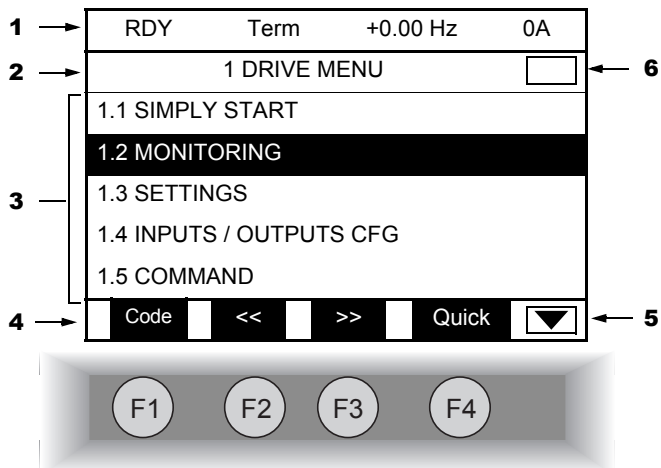 1 RDY Term +0.00 Hz 0A
2 1 DRIVE MENU 6
1.1 SIMPLY START
1.2 MONITORING
3 1.3 SETTINGS
1.4 INPUTS / OUTPUTS CFG
1.5 COMMAND
4 Code << >> Quick 5
F1 F2 F3 F4